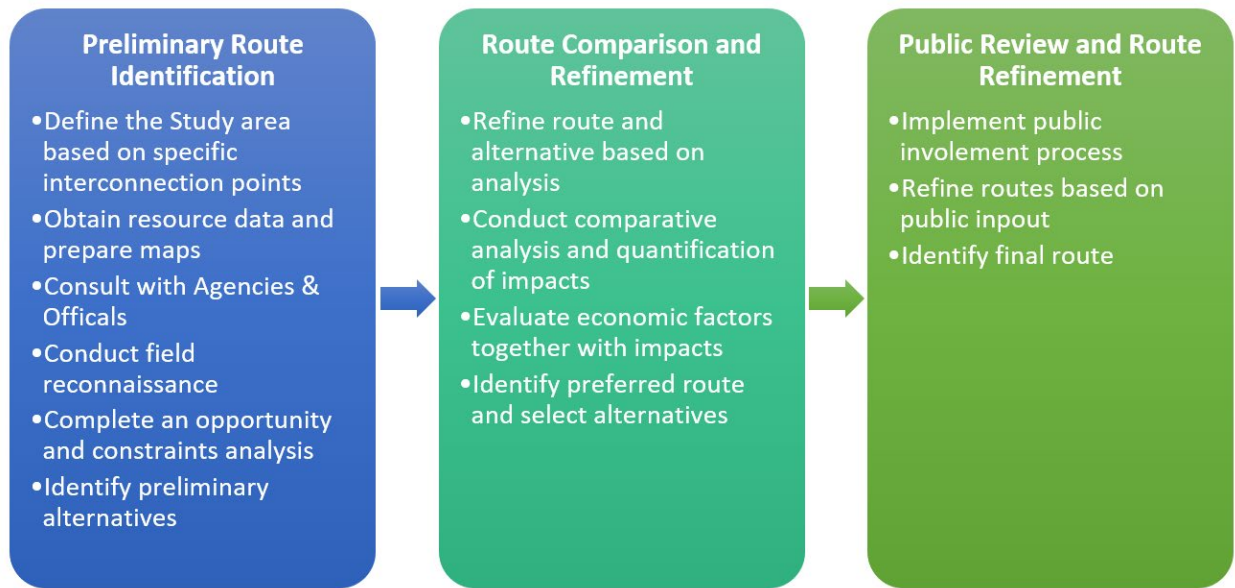 Preliminary Route
Identification
•Define the Study area
based on specific
interconnection points
•Obtain resource data and
prepare maps
•Consult with Agencies &
Officals
•Conduct field
reconnaissance
•Complete an opportunity
and constraints analysis
•Identify preliminary
alternatives
Route Comparison and
Refinement
•Refine route and
alternative based on
analysis
•Conduct comparative
analysis and quantification
of impacts
•Evaluate economic factors
together with impacts
•Identify preferred route
and select alternatives
Public Review and Route
Refinement
•Implement public
involement process
•Refine routes based on
public inpout
•Identify final route